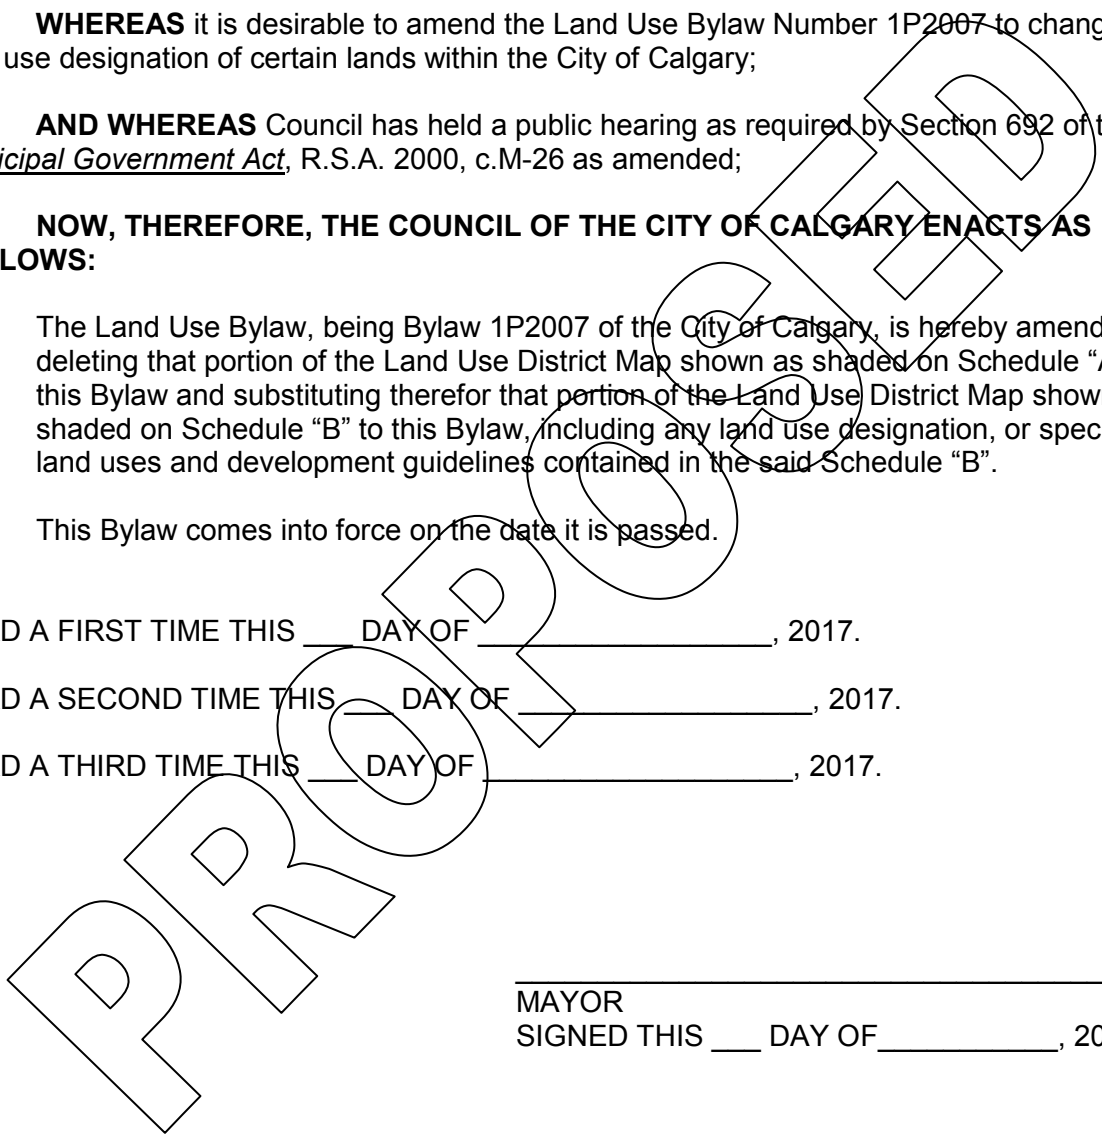 WHEREAS it is desirable to amend the Land Use Bylaw Number 1P2007 to chang
use designation of certain lands within the City of Calgary;
AND WHEREAS Council has held a public hearing as required by Section 692 of t
icipal Government Act, R.S.A. 2000, c.M-26 as amended;
NOW, THEREFORE, THE COUNCIL OF THE CITY OF CALGARY ENACTS AS
LOWS:
The Land Use Bylaw, being Bylaw 1P2007 of the City of Calgary, is hereby amend
deleting that portion of the Land Use District Map shown as shaded on Schedule “A
this Bylaw and substituting therefor that portion of the Land Use District Map show
shaded on Schedule “B” to this Bylaw, including any land use designation, or spec
land uses and development guidelines contained in the said Schedule “B”.
This Bylaw comes into force on the date it is passed.
D A FIRST TIME THIS ___ DAY OF __________________, 2017.
D A SECOND TIME THIS ___ DAY OF __________________, 2017.
D A THIRD TIME THIS ___ DAY OF ___________________, 2017.
MAYOR
SIGNED THIS ___ DAY OF___________, 20
PROPOSED